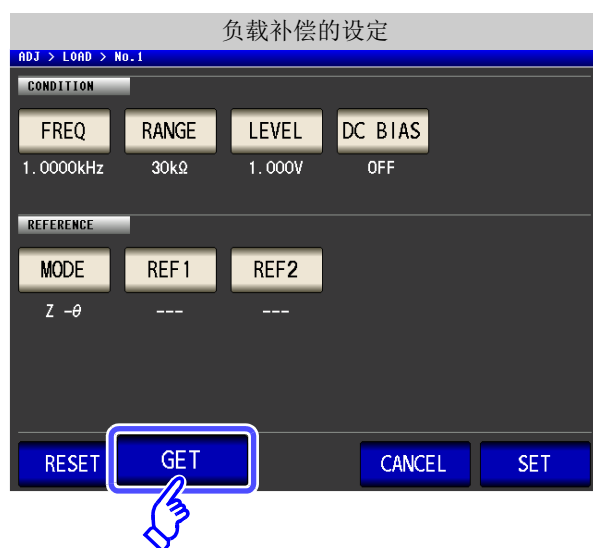 负载补偿的设定
ADJ > LOAD > No.1
CONDITION
FREQ RANGE LEVEL DC BIAS
1.0000kHz 30kΩ 1.000V OFF
REFERENCE
MODE REF1 REF2
Z -θ --- ---
RESET GET CANCEL SET